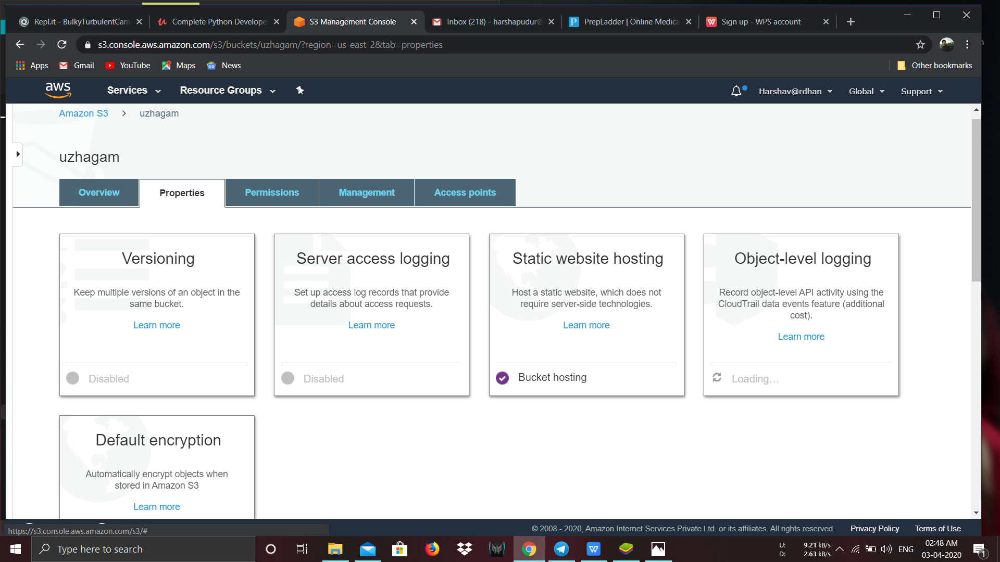 Repl.it - BulkyTurbulentCam
Complete Python Develope
S3 Management Console
Inbox (218) - harshapudur@
PrepLadder | Online Medica
Sign up - WPS account
s3.console.aws.amazon.com/s3/buckets/uzhagam/?region=us-east-2&tab=properties
Apps
Gmail
YouTube
Maps
News
Other bookmarks
aws
Services
Resource Groups
Harshav@rdhan
Global
Support
Amazon S3 > uzhagam
uzhagam
Overview
Properties
Permissions
Management
Access points
Versioning
Keep multiple versions of an object in the
same bucket.
Learn more
Disabled
Server access logging
Set up access log records that provide
details about access requests.
Learn more
Disabled
Static website hosting
Host a static website, which does not
require server-side technologies.
Learn more
Bucket hosting
Object-level logging
Record object-level API activity using the
CloudTrail data events feature (additional
cost).
Learn more
Loading...
Default encryption
Automatically encrypt objects when
stored in Amazon S3
Learn more
https://s3.console.aws.amazon.com/s3/#
© 2008 - 2020, Amazon Internet Services Private Ltd. or its affiliates. All rights reserved.
Privacy Policy
Terms of Use
Type here to search
U: 9.21 kB/s
D: 2.63 kB/s
ENG
02:48 AM
03-04-2020
1